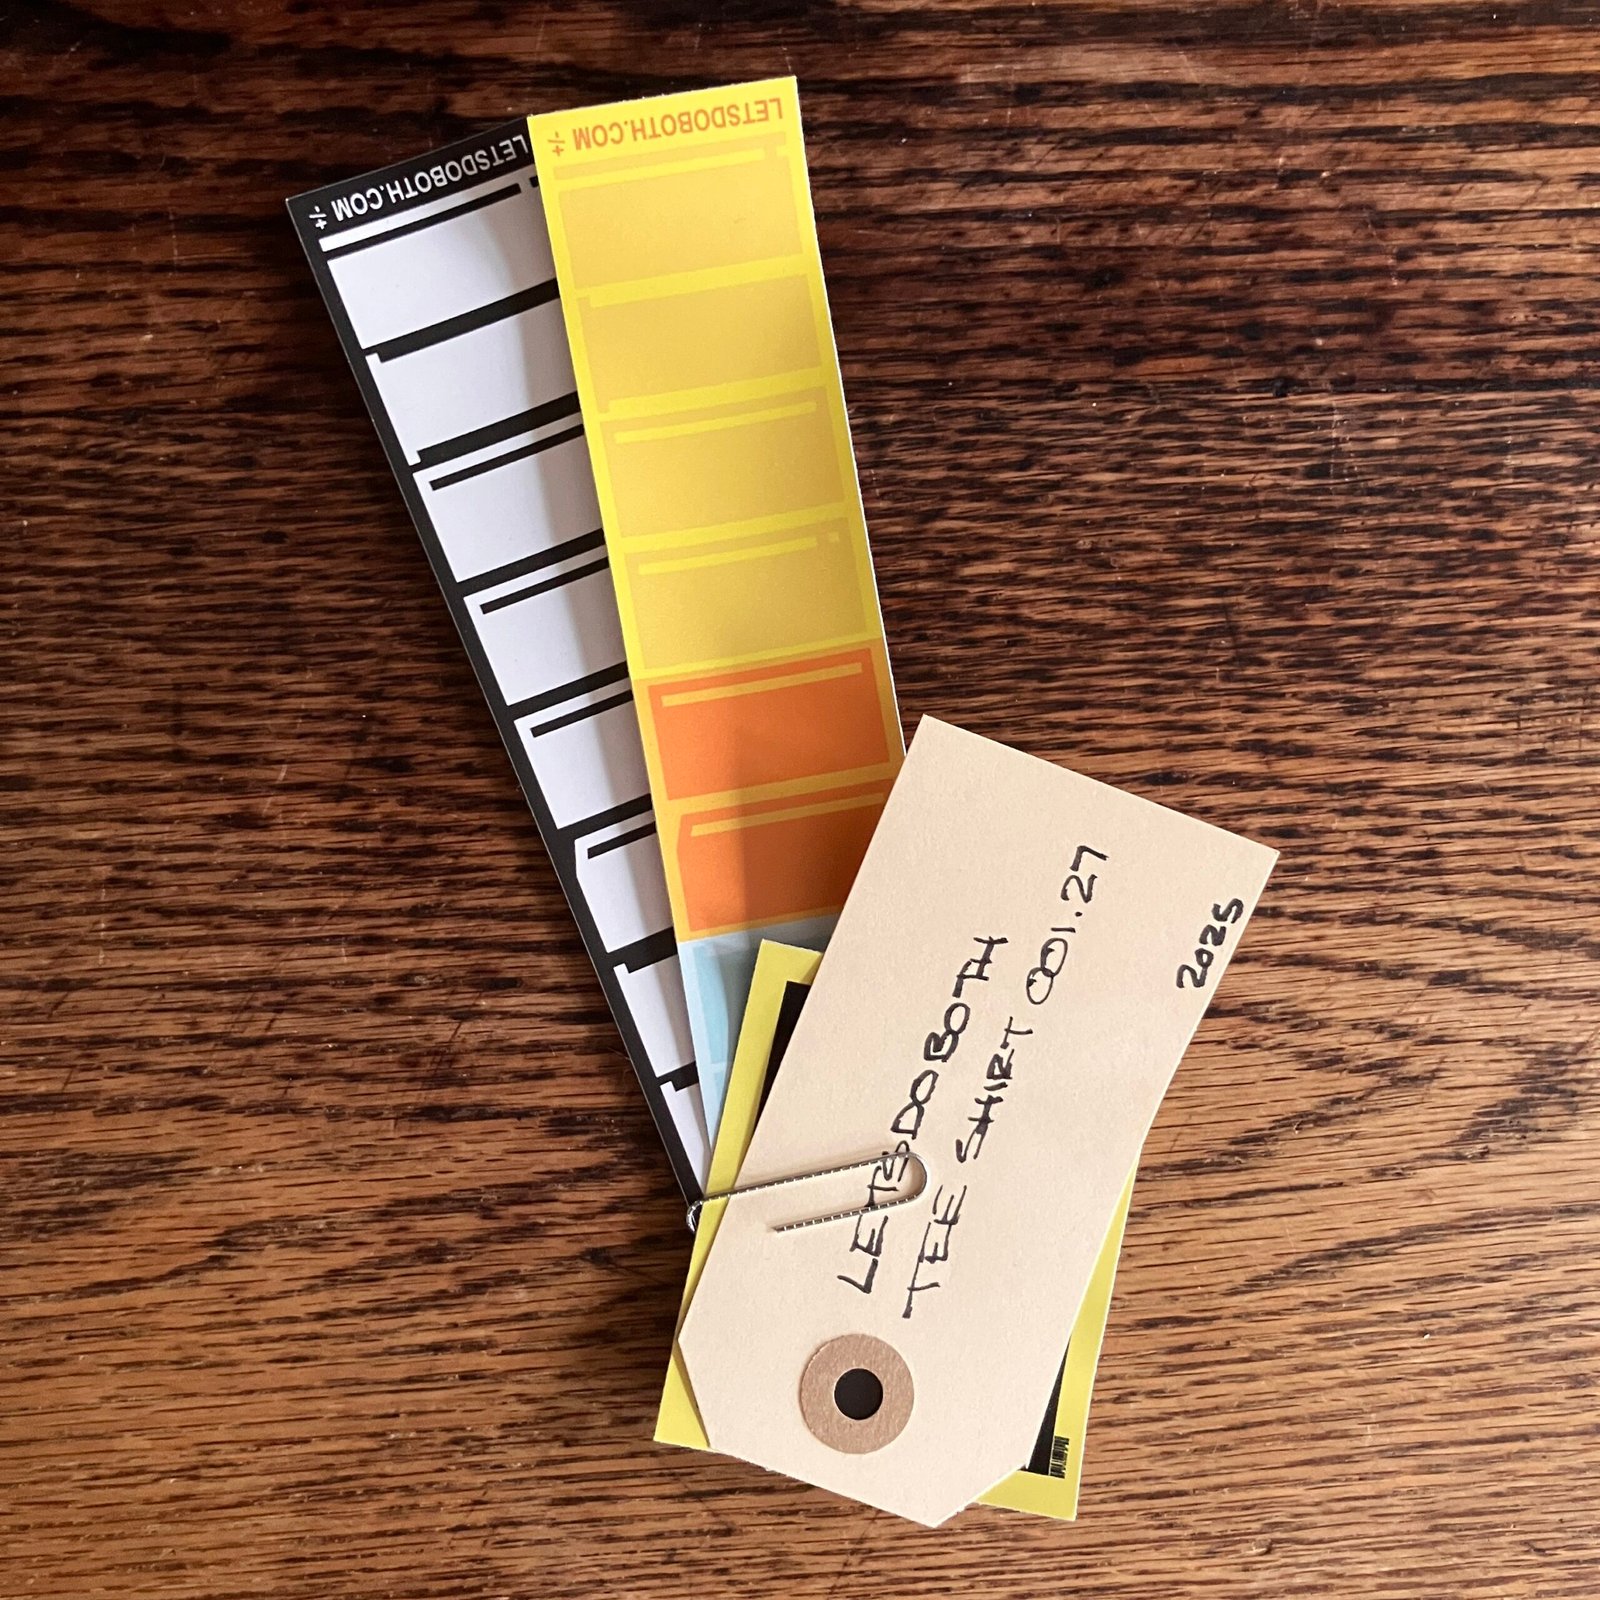 LETSDOBOTH.COM -/+
LETSDOBOTH.COM -/+
LETSDOBOTH
TEE SHIRT 001.27
2025